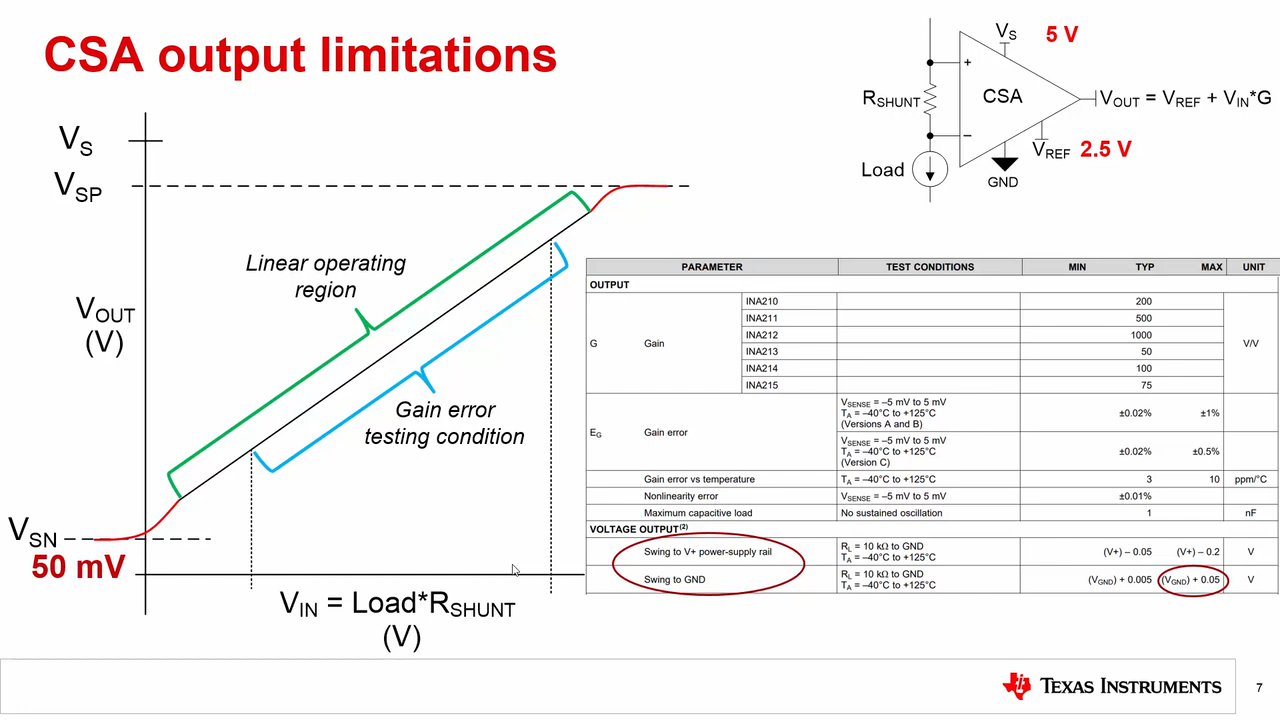 CSA output limitations
V_S
V_SP
V_OUT
(V)
V_SN
50 mV
Linear operating
region
Gain error
testing condition
V_IN = Load*R_SHUNT
(V)
V_S 5 V
R_SHUNT
+
CSA
–
V_OUT = V_REF + V_IN*G
V_REF 2.5 V
Load
GND
PARAMETER TEST CONDITIONS MIN TYP MAX UNIT
OUTPUT
G Gain INA210 200 V/V
INA211 500
INA212 1000
INA213 50
INA214 100
INA215 75
E_G Gain error V_SENSE = –5 mV to 5 mV
T_A = –40°C to +125°C
(Versions A and B) ±0.02% ±1%
V_SENSE = –5 mV to 5 mV
T_A = –40°C to +125°C
(Version C) ±0.02% ±0.5%
Gain error vs temperature T_A = –40°C to +125°C 3 10 ppm/°C
Nonlinearity error V_SENSE = –5 mV to 5 mV ±0.01%
Maximum capacitive load No sustained oscillation 1 nF
VOLTAGE OUTPUT(2)
Swing to V+ power-supply rail R_L = 10 kΩ to GND
T_A = –40°C to +125°C (V+) – 0.05 (V+) – 0.2 V
Swing to GND R_L = 10 kΩ to GND
T_A = –40°C to +125°C (V_GND) + 0.005 (V_GND) + 0.05 V
TEXAS INSTRUMENTS
7